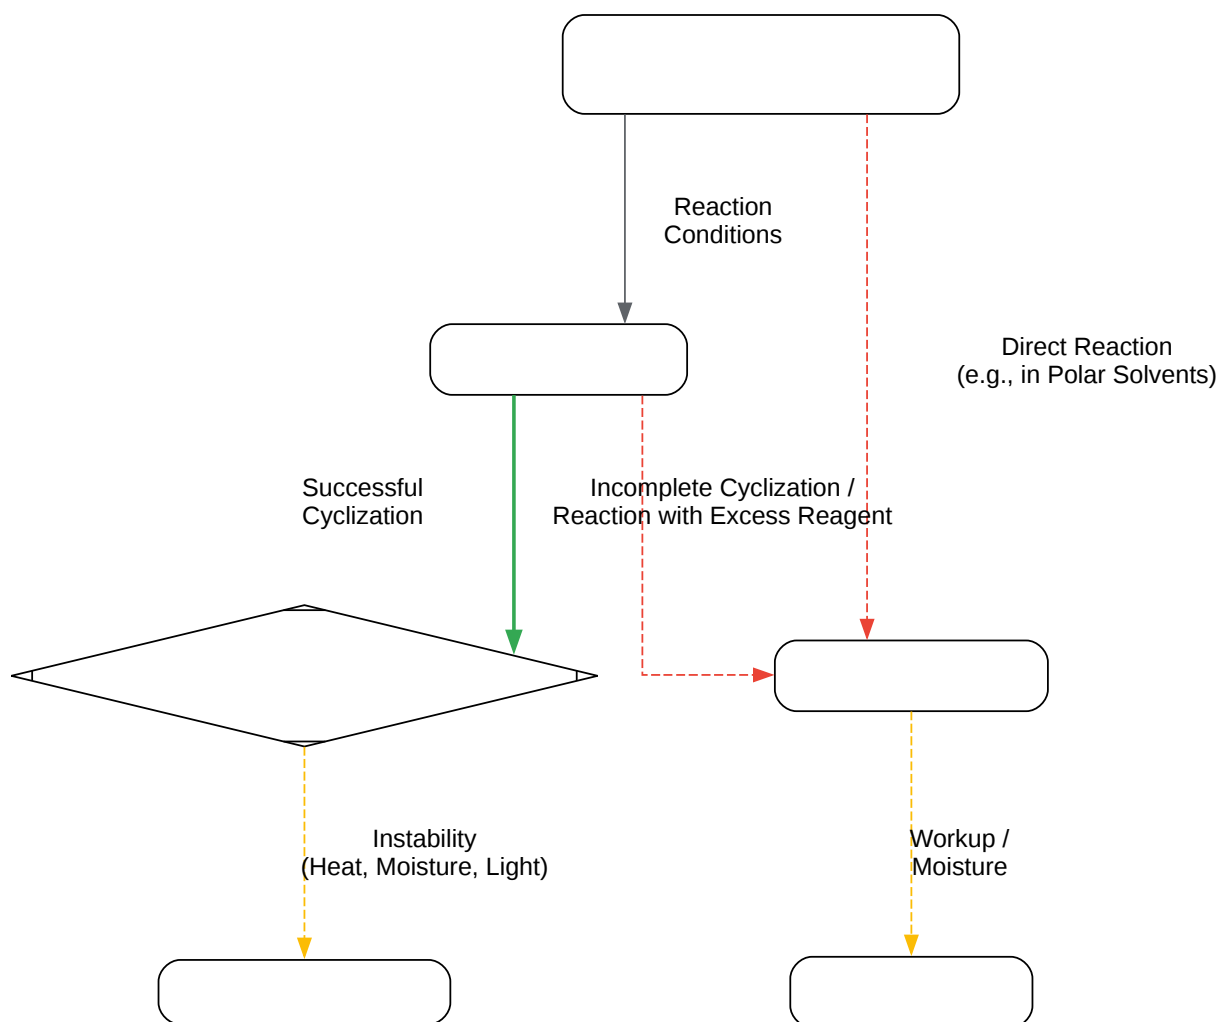 Reaction
Conditions
Direct Reaction
(e.g., in Polar Solvents)
Successful
Cyclization
Incomplete Cyclization /
Reaction with Excess Reagent
Instability
(Heat, Moisture, Light)
Workup /
Moisture